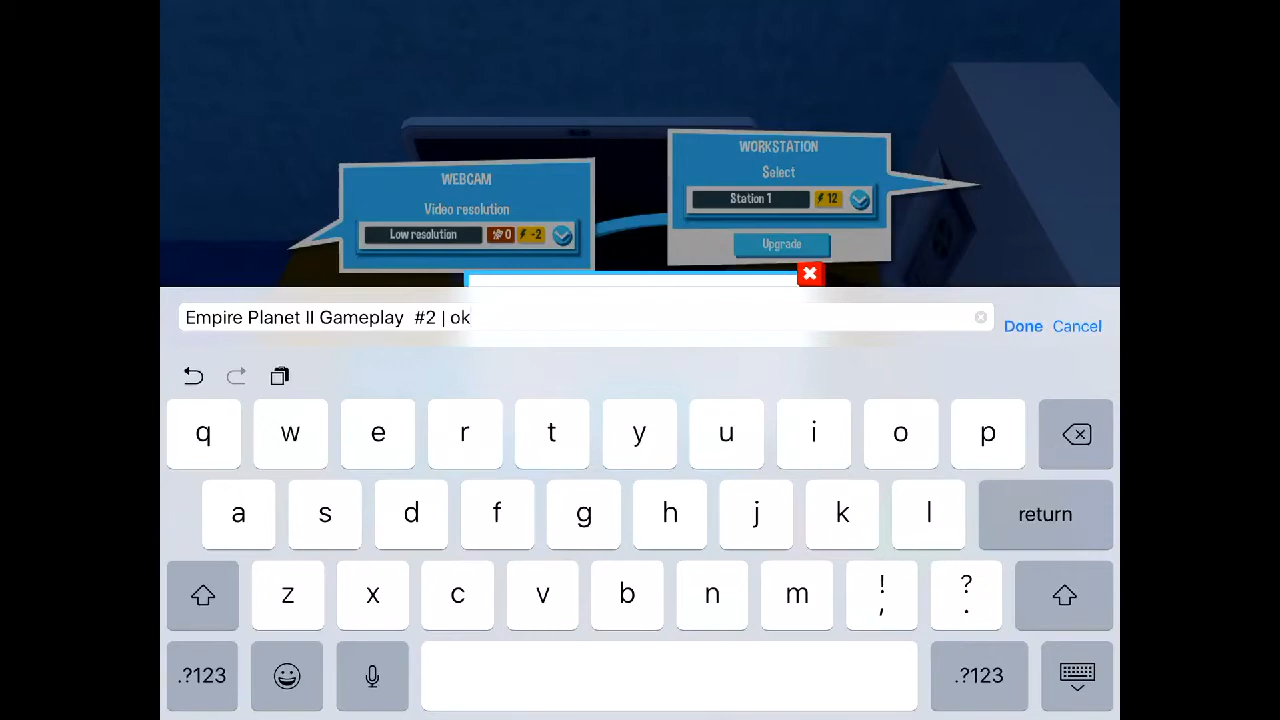 WORKSTATION
Select
Station 1 12
Upgrade
WEBCAM
Video resolution
Low resolution 0 -2
Empire Planet II Gameplay  #2 | ok
Done Cancel
q w e r t y u i o p
a s d f g h j k l return
z x c v b n m ! , ? .
.?123 .?123